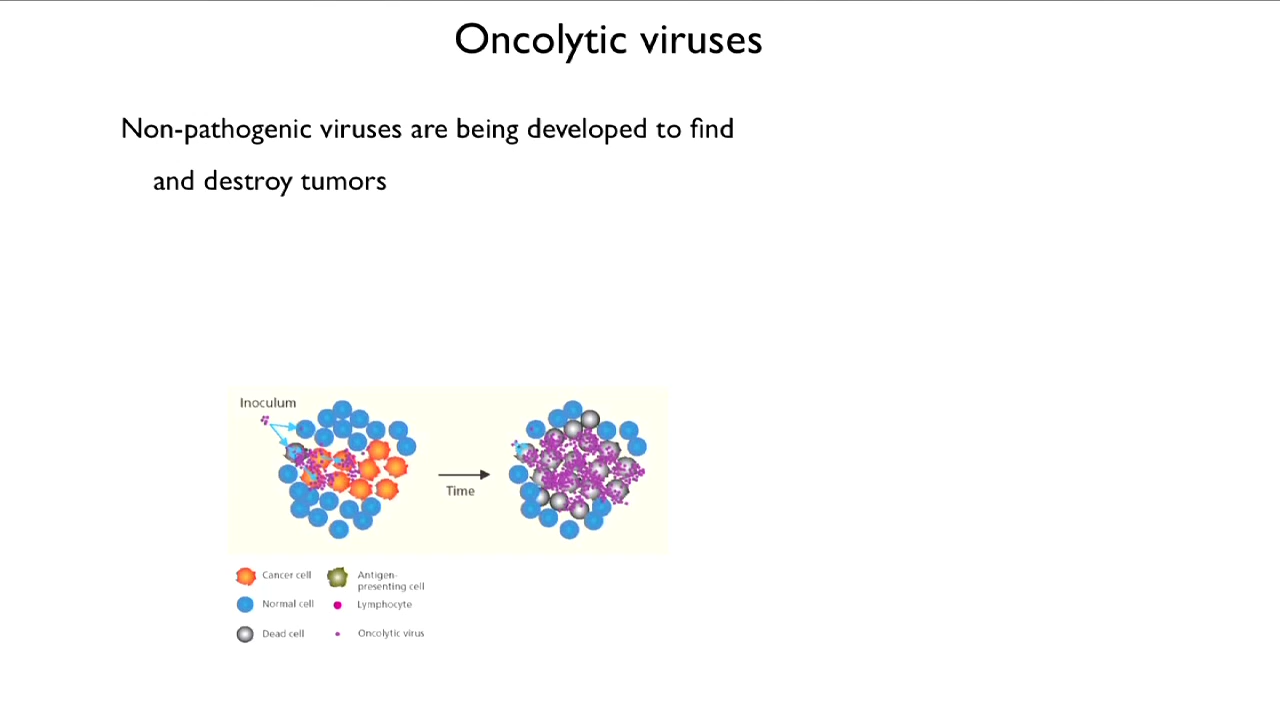 Oncolytic viruses
Non-pathogenic viruses are being developed to find
and destroy tumors
Inoculum
Time
Cancer cell
Antigen-
presenting cell
Normal cell
Lymphocyte
Dead cell
Oncolytic virus